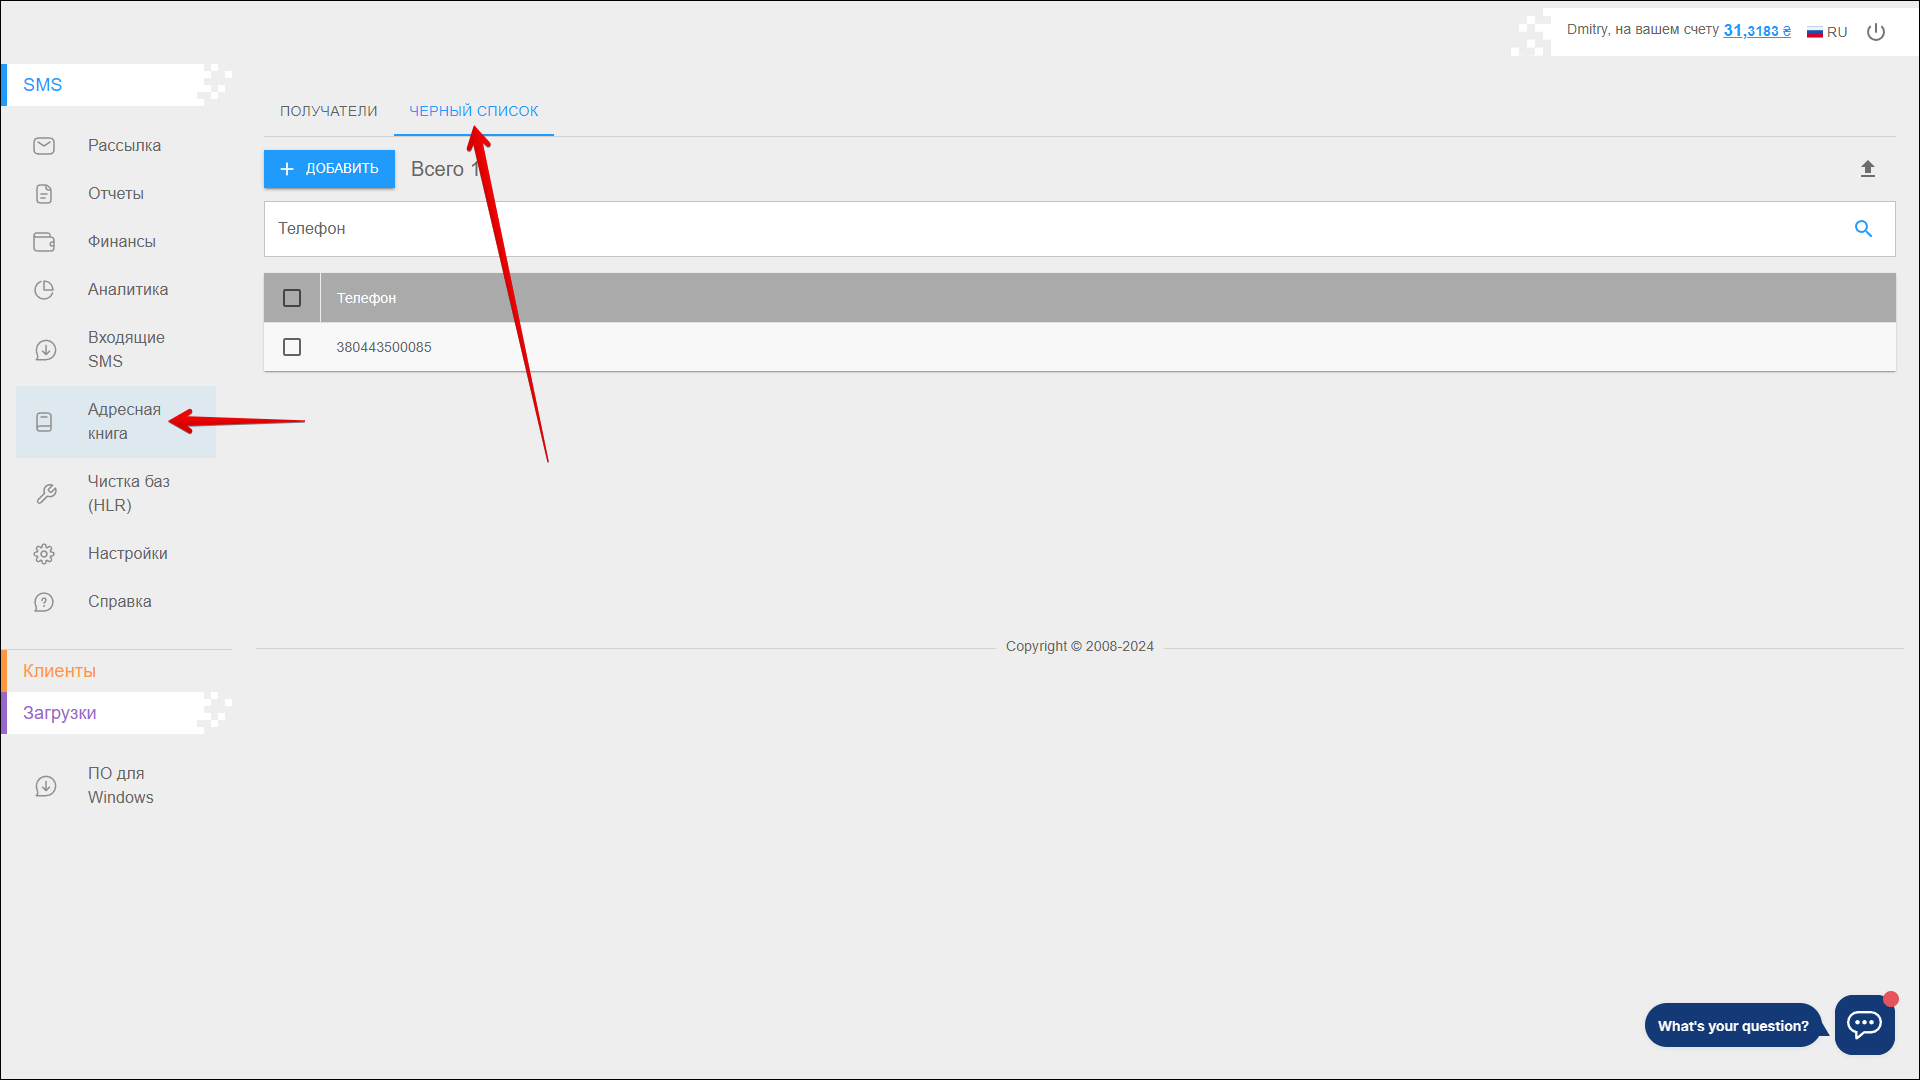 Dmitry, на вашем счету 31,3183 ₴
RU
SMS
Рассылка
Отчеты
Финансы
Аналитика
Входящие
SMS
Адресная
книга
Чистка баз
(HLR)
Настройки
Справка
Клиенты
Загрузки
ПО для
Windows
ПОЛУЧАТЕЛИ
ЧЕРНЫЙ СПИСОК
ДОБАВИТЬ
Всего 1
Телефон
Телефон
380443500085
Copyright © 2008-2024
What's your question?